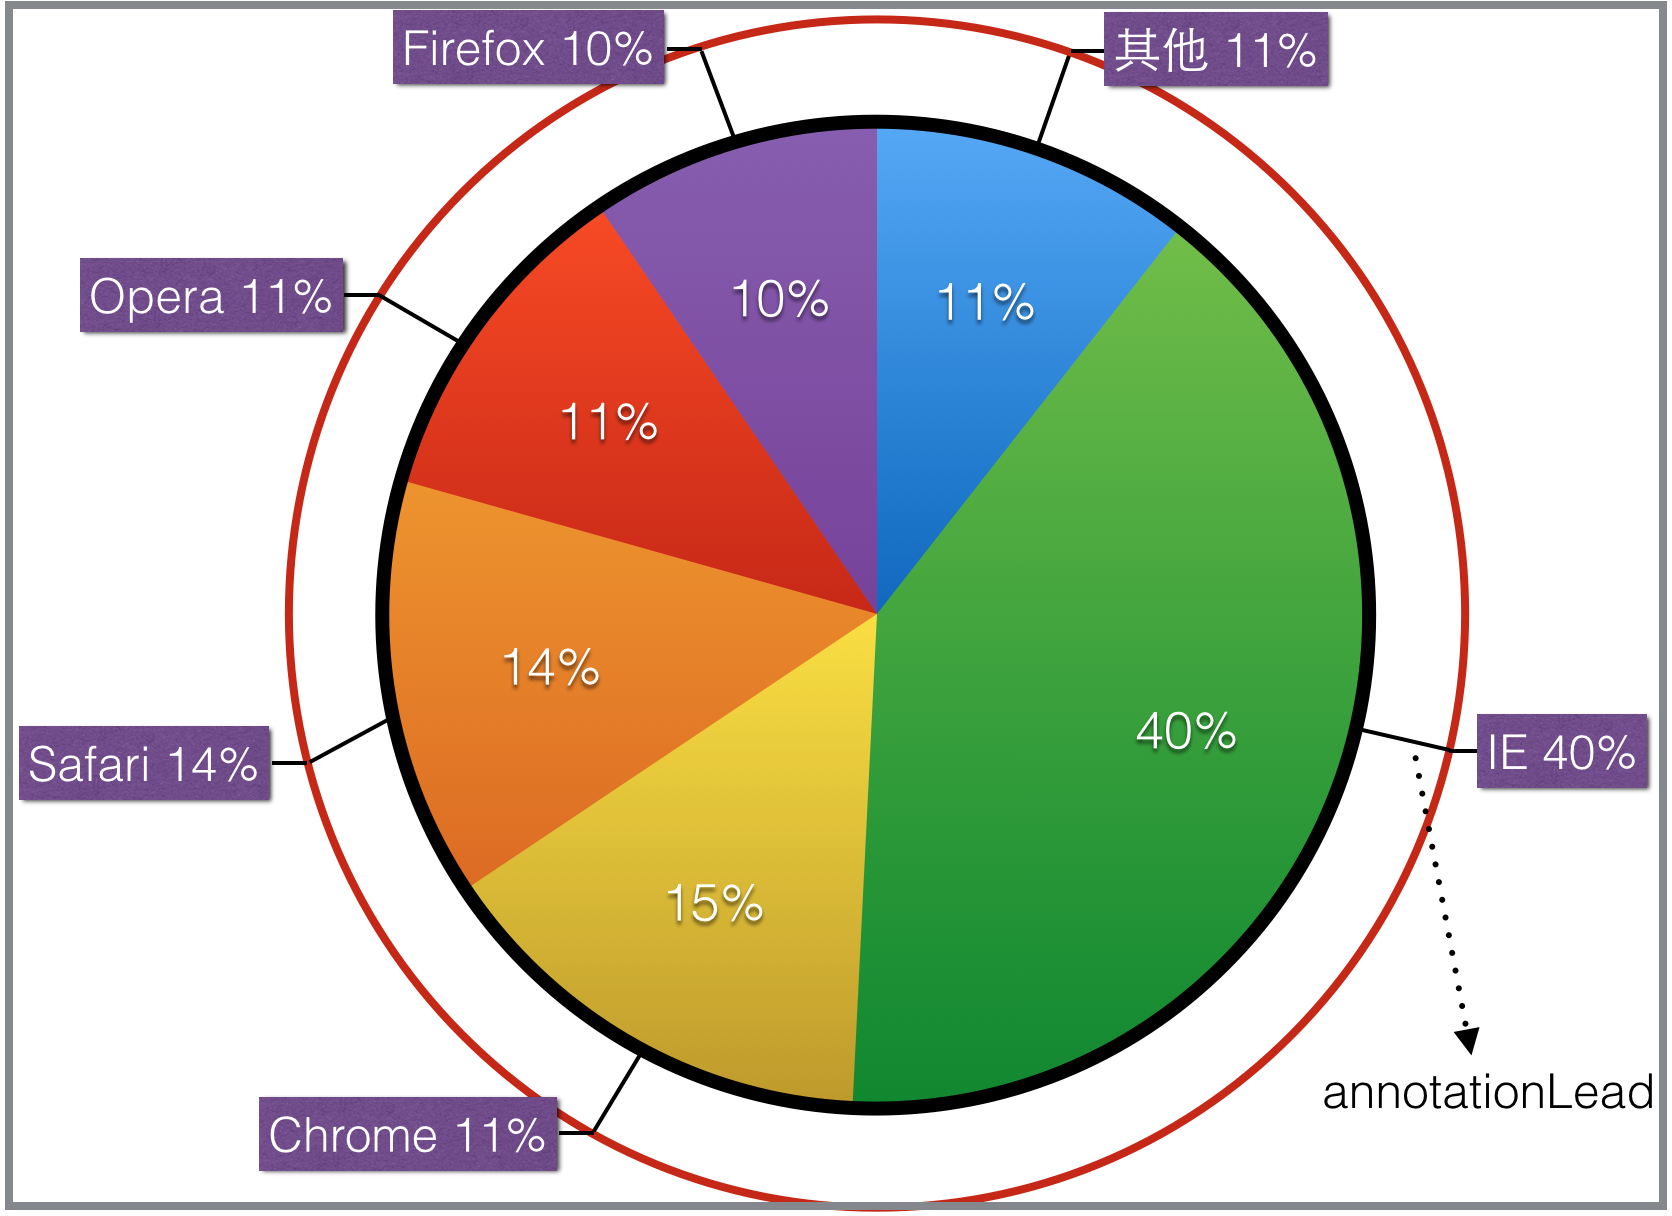 Firefox 10%
其他 11%
Opera 11%
10%
11%
11%
14%
40%
Safari 14%
IE 40%
15%
annotationLead
Chrome 11%